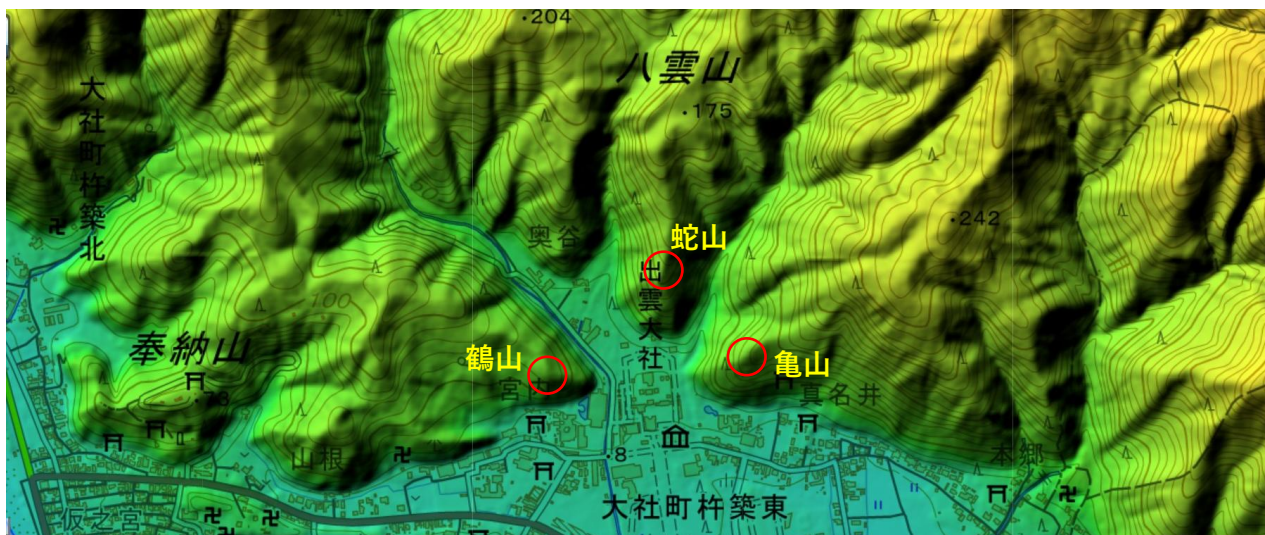 ・204
八雲山
・175
大社町杵築北
・242
奥谷
蛇山
出雲大社
100
奉納山
鶴山
亀山
宮内
真名井
山根
本郷
・8
大社町杵築東
仮之宮